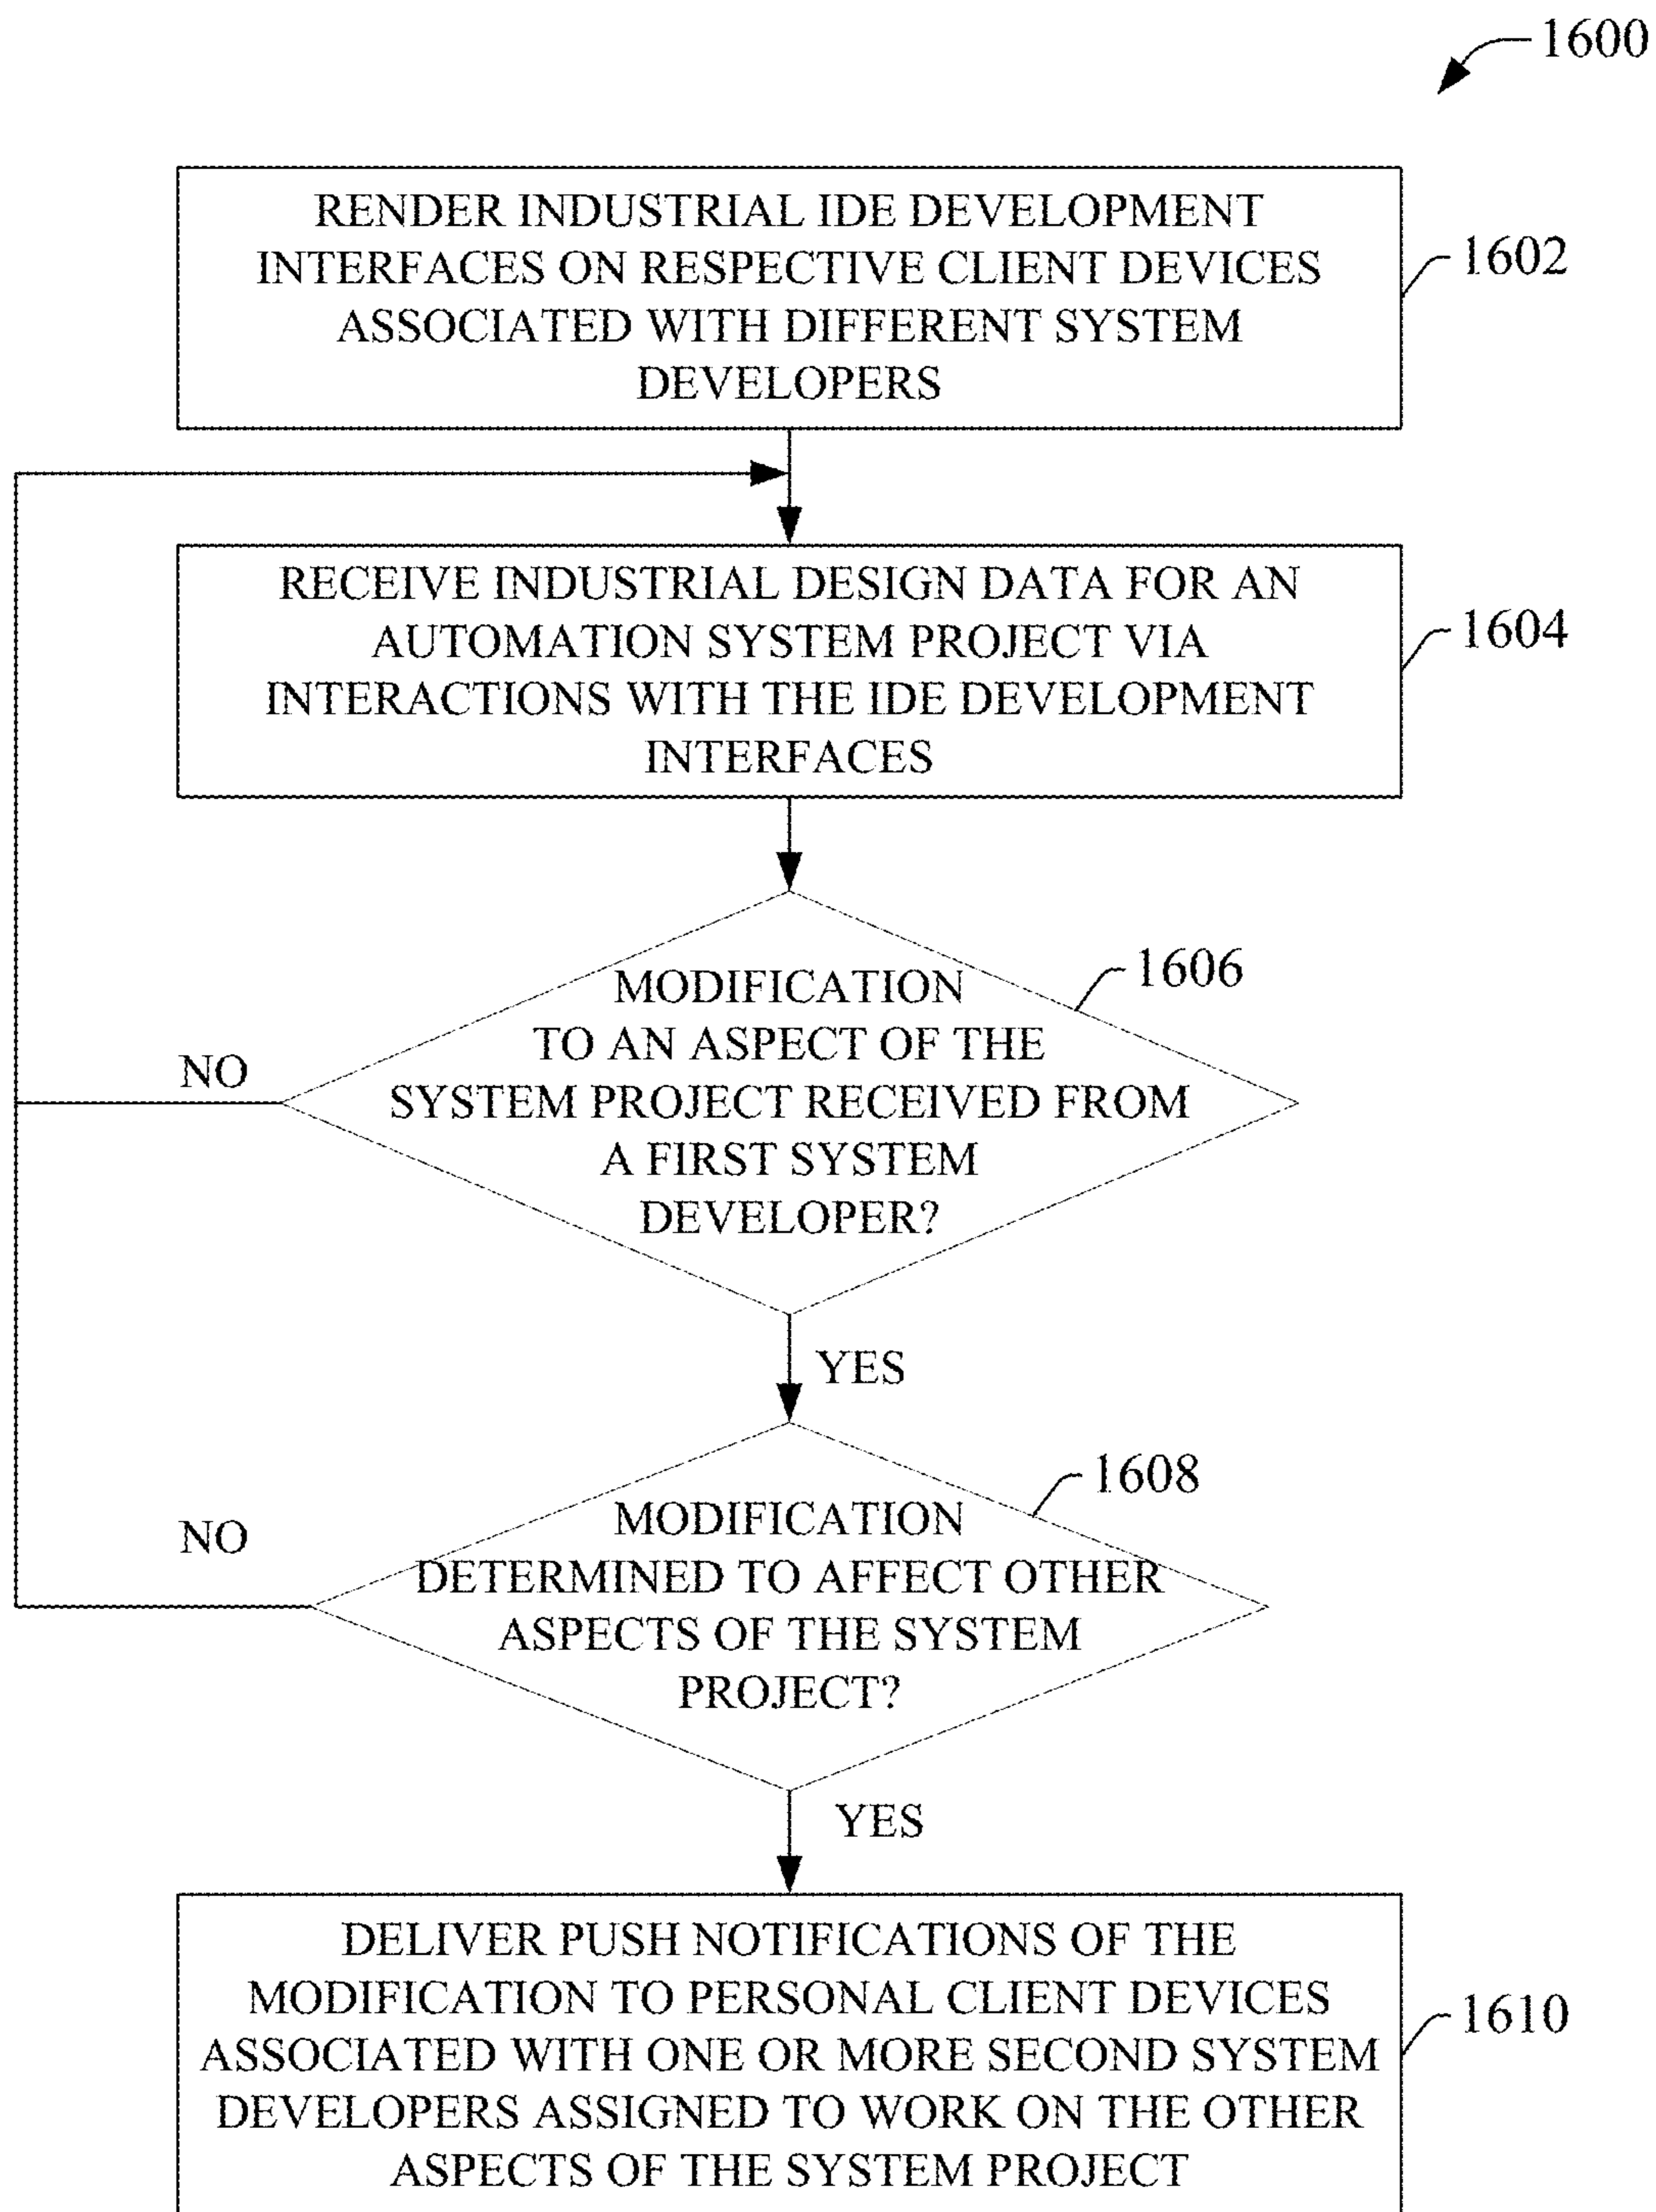 1600
RENDER INDUSTRIAL IDE DEVELOPMENT
INTERFACES ON RESPECTIVE CLIENT DEVICES
ASSOCIATED WITH DIFFERENT SYSTEM
DEVELOPERS
1602
RECEIVE INDUSTRIAL DESIGN DATA FOR AN
AUTOMATION SYSTEM PROJECT VIA
INTERACTIONS WITH THE IDE DEVELOPMENT
INTERFACES
1604
MODIFICATION
TO AN ASPECT OF THE
SYSTEM PROJECT RECEIVED FROM
A FIRST SYSTEM
DEVELOPER?
1606
NO
YES
MODIFICATION
DETERMINED TO AFFECT OTHER
ASPECTS OF THE SYSTEM
PROJECT?
1608
NO
YES
DELIVER PUSH NOTIFICATIONS OF THE
MODIFICATION TO PERSONAL CLIENT DEVICES
ASSOCIATED WITH ONE OR MORE SECOND SYSTEM
DEVELOPERS ASSIGNED TO WORK ON THE OTHER
ASPECTS OF THE SYSTEM PROJECT
1610